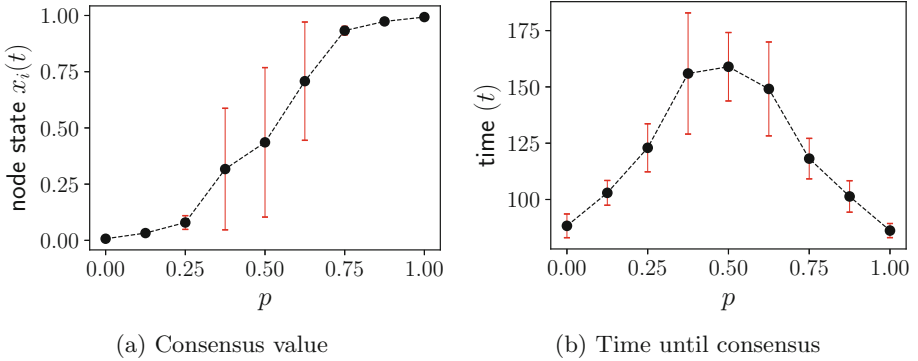 1.00
0.75
0.50
0.25
0.00
node state x_i(t)
0.00 0.25 0.50 0.75 1.00
p
(a) Consensus value
175
150
125
100
time (t)
0.00 0.25 0.50 0.75 1.00
p
(b) Time until consensus